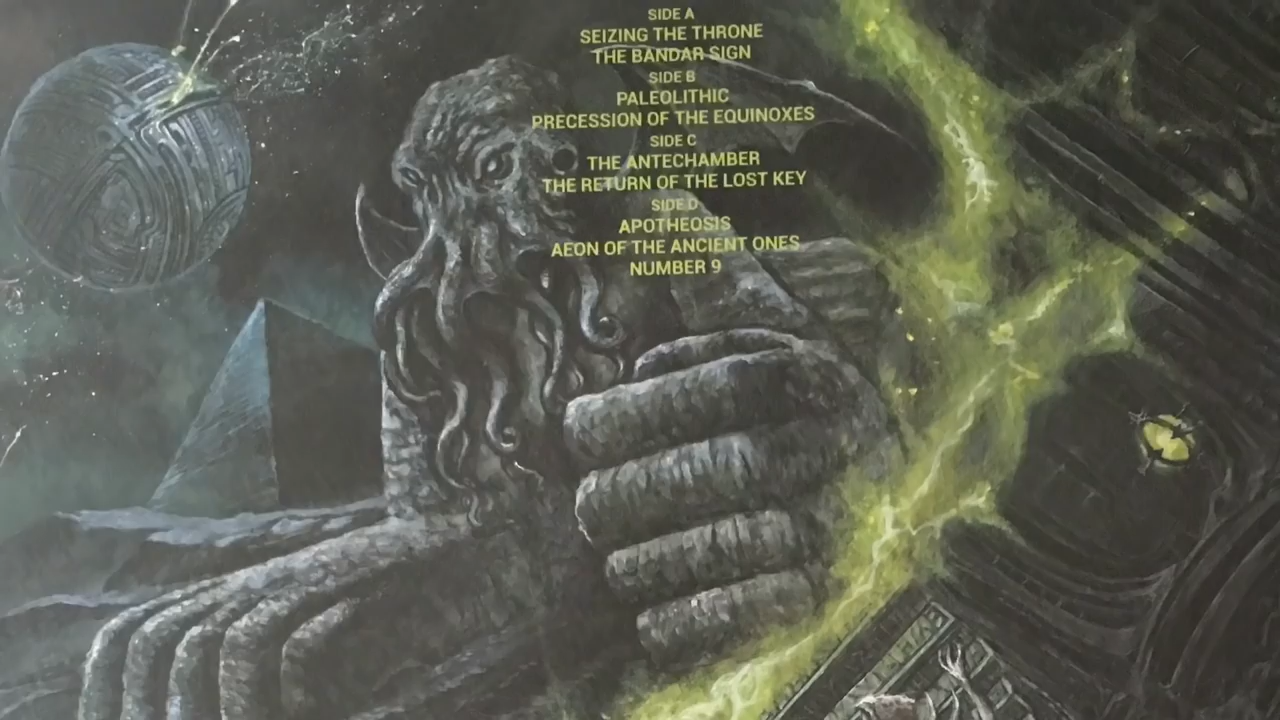 SIDE A
SEIZING THE THRONE
THE BANDAR SIGN
SIDE B
PALEOLITHIC
PRECESSION OF THE EQUINOXES
SIDE C
THE ANTECHAMBER
THE RETURN OF THE LOST KEY
SIDE D
APOTHEOSIS
AEON OF THE ANCIENT ONES
NUMBER 9